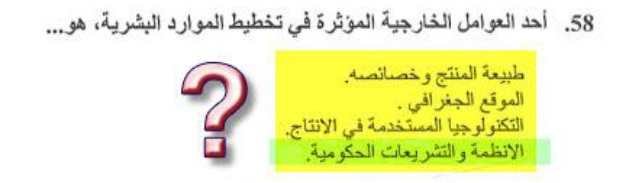 58. أحد العوامل الخارجية المؤثرة في تخطيط الموارد البشرية، هو...
طبيعة المنتج وخصائصه.
الموقع الجغرافي .
التكنولوجيا المستخدمة في الانتاج.
الانظمة والتشريعات الحكومية.
?